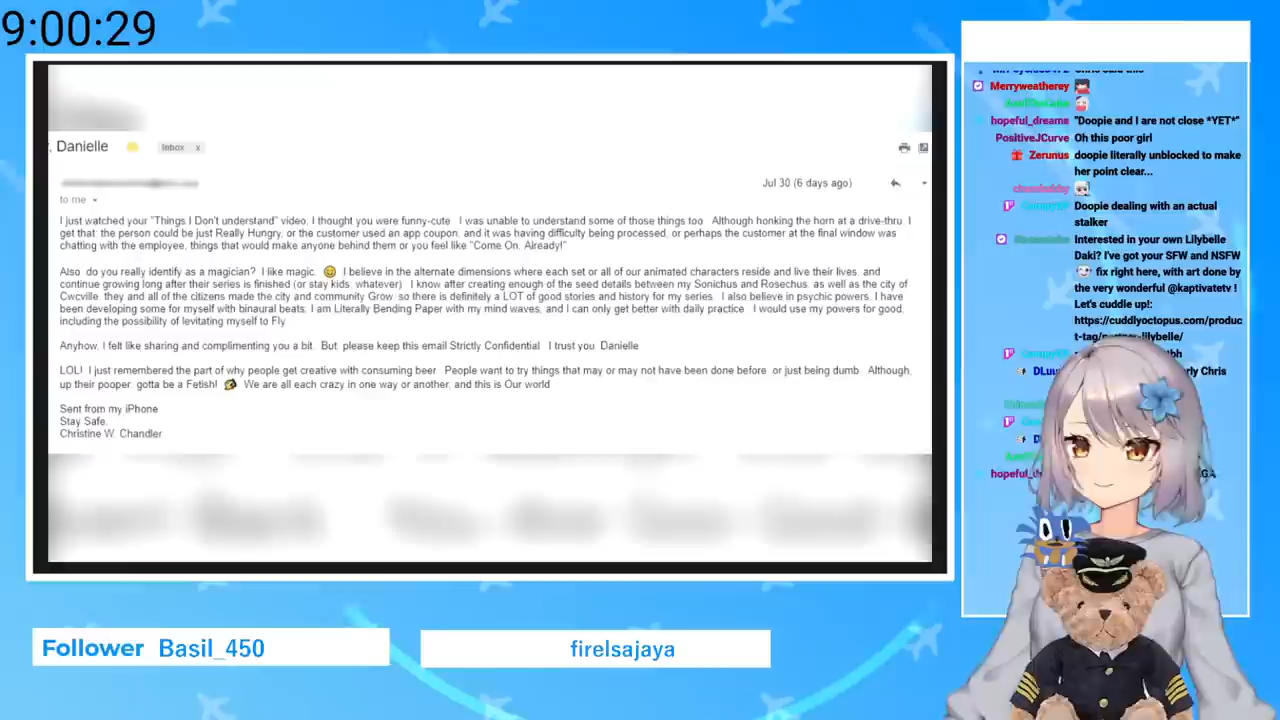 9:00:29
Danielle
Inbox x
Jul 30 (6 days ago)
to me
I just watched your "Things I Don't understand" video, I thought you were funny-cute I was unable to understand some of those things too Although honking the horn at a drive-thru I
get that the person could be just Really Hungry, or the customer used an app coupon, and it was having difficulty being processed, or perhaps the customer at the final window was
chatting with the employee, things that would make anyone behind them or you feel like "Come On, Already!"
Also do you really identify as a magician? I like magic. I believe in the alternate dimensions where each set or all of our animated characters reside and live their lives and
continue growing long after their series is finished (or stay kids, whatever) I know after creating enough of the seed details between my Sonichus and Rosechus, as well as the city of
Cwcville, they and all of the citizens made the city and community Grow so there is definitely a LOT of good stories and history for my series I also believe in psychic powers, I have
been developing some for myself with binaural beats, I am Literally Bending Paper with my mind waves, and I can only get better with daily practice I would use my powers for good,
including the possibility of levitating myself to Fly
Anyhow, I felt like sharing and complimenting you a bit. But please keep this email Strictly Confidential I trust you Danielle
LOL! I just remembered the part of why people get creative with consuming beer People want to try things that may or may not have been done before or just being dumb Although,
up their pooper gotta be a Fetish! We are all each crazy in one way or another, and this is Our world
Sent from my iPhone
Stay Safe,
Christine W. Chandler
Merryweatherey
hopeful_dreams "Doopie and I are not close *YET*"
PositiveJCurve Oh this poor girl
Zerunus doopie literally unblocked to make
her point clear...
Doopie dealing with an actual
stalker
Interested in your own Lilybelle
Daki? I've got your SFW and NSFW
fix right here, with art done by
the very wonderful @kaptivatetv !
Let's cuddle up!:
https://cuddlyoctopus.com/produc
Chris
Follower Basil_450
firelsajaya